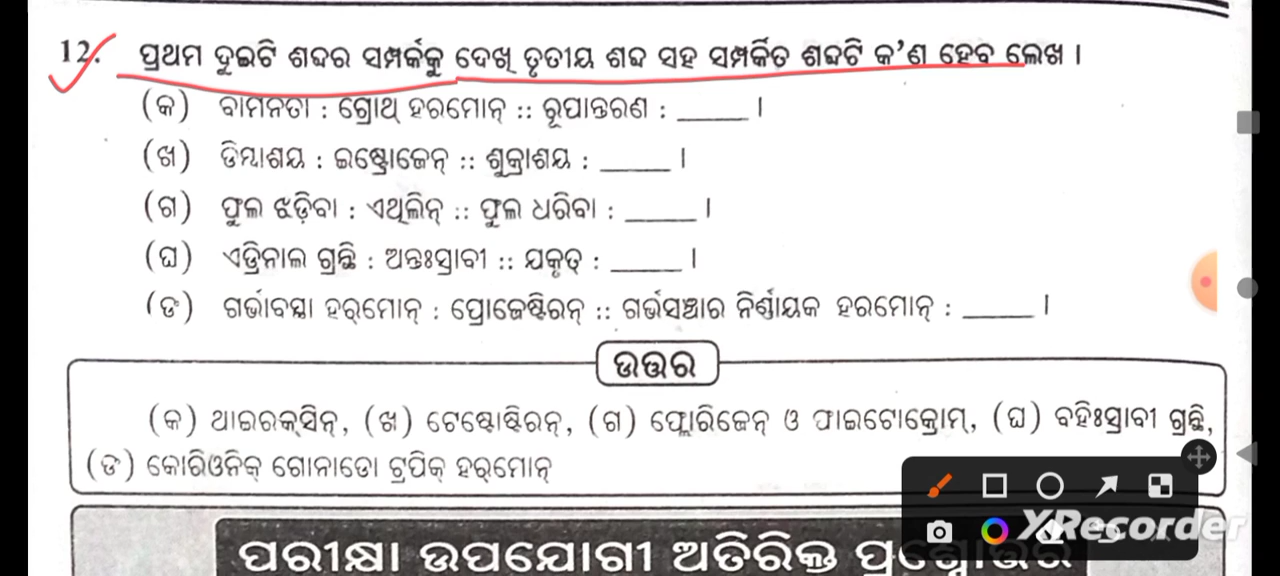 12. ପ୍ରଥମ ଦୁଇଟି ଶବ୍ଦର ସମ୍ପର୍କକୁ ଦେଖି ତୃତୀୟ ଶବ୍ଦ ସହ ସମ୍ପର୍କିତ ଶବ୍ଦଟି କ'ଣ ହେବ ଲେଖ ।
(କ) ବାମନତା : ଗ୍ରୋଥ୍ ହରମୋନ୍ :: ରୂପାନ୍ତରଣ : _____ ।
(ଖ) ଡିମ୍ବାଶୟ : ଇଷ୍ଟ୍ରୋଜେନ୍ :: ଶୁକ୍ରାଶୟ : _____ ।
(ଗ) ଫୁଲ ଝଡ଼ିବା : ଏଥିଲିନ୍ :: ଫୁଲ ଧରିବା : _____ ।
(ଘ) ଏଡ୍ରିନାଲ ଗ୍ରନ୍ଥି : ଅନ୍ତଃସ୍ରାବୀ :: ଯକୃତ୍ : _____ ।
(ଙ) ଗର୍ଭାବସ୍ଥା ହର୍‌ମୋନ୍ : ପ୍ରୋଜେଷ୍ଟିରନ୍ :: ଗର୍ଭସଞ୍ଚାର ନିର୍ଣ୍ଣାୟକ ହରମୋନ୍ : _____ ।
ଉତ୍ତର
(କ) ଥାଇରକ୍‌ସିନ୍, (ଖ) ଟେଷ୍ଟୋଷ୍ଟିରନ୍, (ଗ) ଫ୍ଲୋରିଜେନ୍ ଓ ଫାଇଟୋକ୍ରୋମ୍, (ଘ) ବହିଃସ୍ରାବୀ ଗ୍ରନ୍ଥି,
(ଙ) କୋରିଓନିକ୍ ଗୋନାଡୋ ଟ୍ରପିକ୍ ହର୍‌ମୋନ୍
XRecorder
ପରୀକ୍ଷା ଉପଯୋଗୀ ଅତିରିକ୍ତ ପ୍ରଶ୍ନୋତ୍ତର